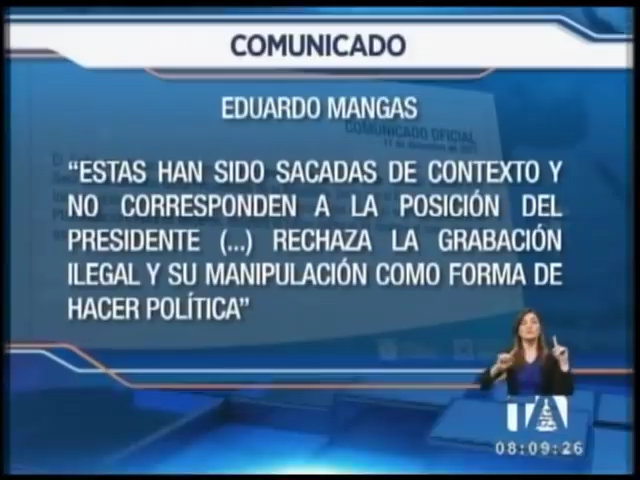 COMUNICADO
EDUARDO MANGAS
COMUNICADO OFICIAL
“ESTAS HAN SIDO SACADAS DE CONTEXTO Y
NO CORRESPONDEN A LA POSICIÓN DEL
PRESIDENTE (...) RECHAZA LA GRABACIÓN
ILEGAL Y SU MANIPULACIÓN COMO FORMA DE
HACER POLÍTICA”
TA
08:09:26